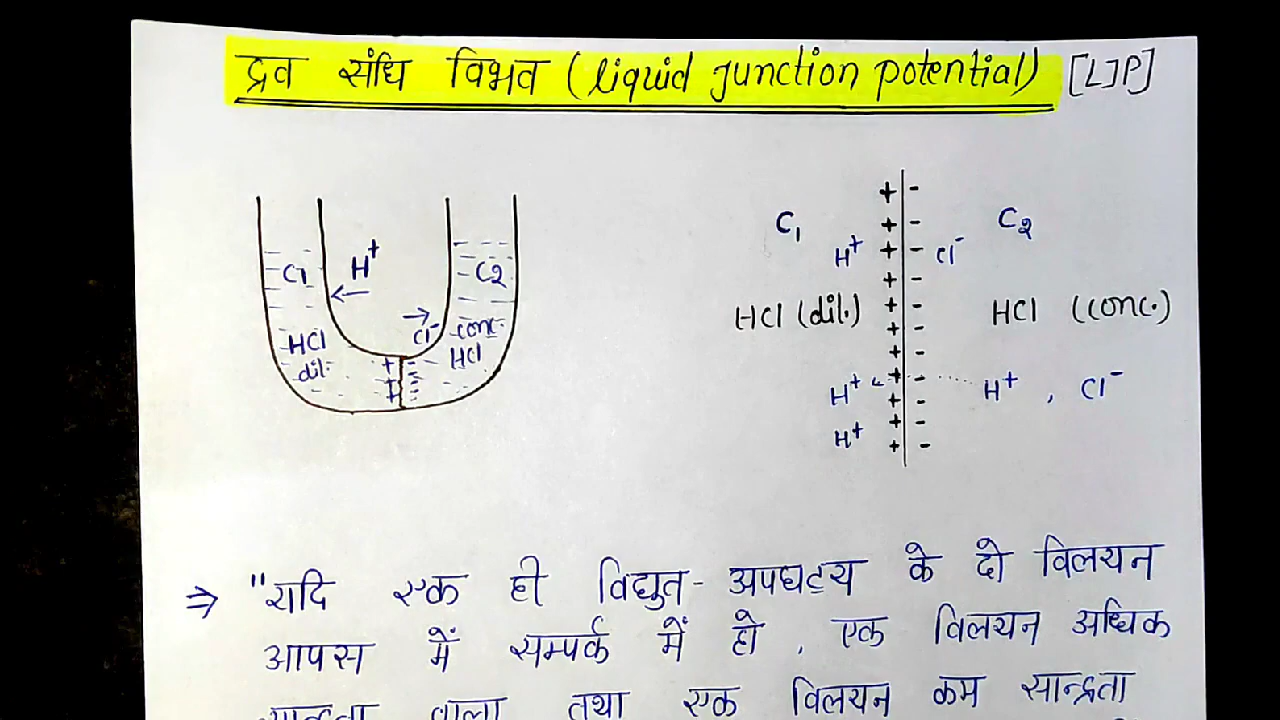 द्रव संधि विभव (liquid junction potential) [LJP]
C1 H+ C2
HCl Cl- conc.
dil. HCl
C1 C2
H+ Cl-
HCl (dil.) HCl (conc.)
H+ H+ , Cl-
H+
⇒ "यदि एक ही विद्युत-अपघट्य के दो विलयन
आपस में सम्पर्क में हो , एक विलयन अधिक
सान्द्रता वाला तथा एक विलयन कम सान्द्रता